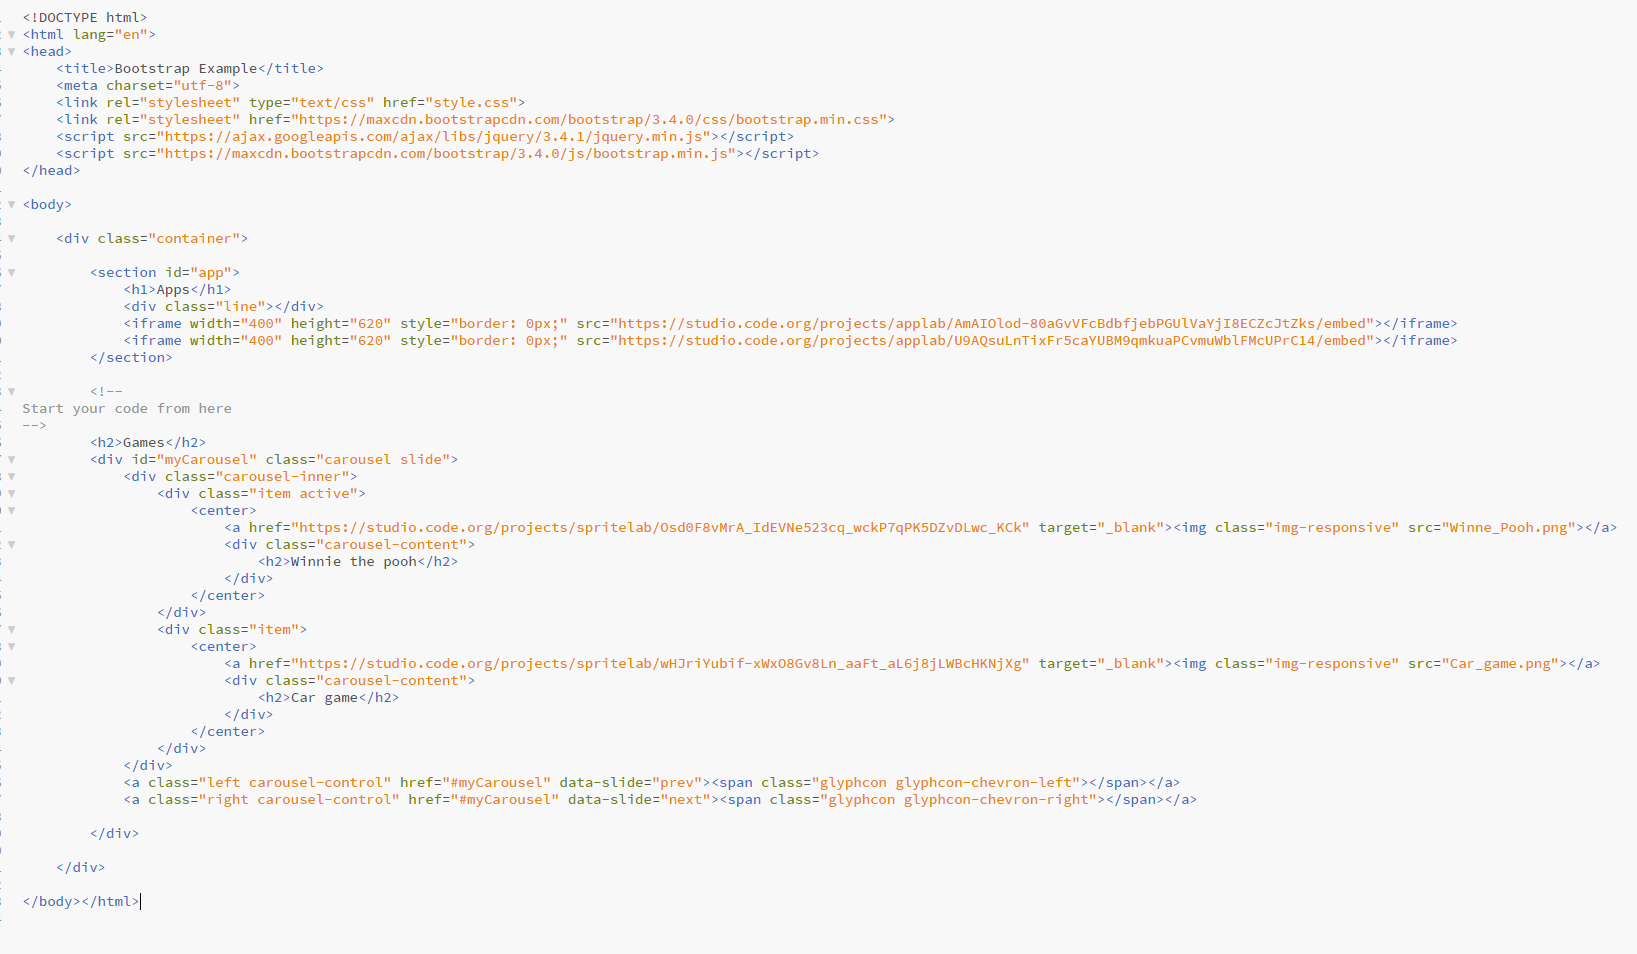 <!DOCTYPE html>
<html lang="en">
<head>
    <title>Bootstrap Example</title>
    <meta charset="utf-8">
    <link rel="stylesheet" type="text/css" href="style.css">
    <link rel="stylesheet" href="https://maxcdn.bootstrapcdn.com/bootstrap/3.4.0/css/bootstrap.min.css">
    <script src="https://ajax.googleapis.com/ajax/libs/jquery/3.4.1/jquery.min.js"></script>
    <script src="https://maxcdn.bootstrapcdn.com/bootstrap/3.4.0/js/bootstrap.min.js"></script>
</head>
<body>
    <div class="container">
        <section id="app">
            <h1>Apps</h1>
            <div class="line"></div>
            <iframe width="400" height="620" style="border: 0px;" src="https://studio.code.org/projects/applab/AmAIOlod-80aGvVFcBdbfjebPGUlVaYjI8ECZcJtZks/embed"></iframe>
            <iframe width="400" height="620" style="border: 0px;" src="https://studio.code.org/projects/applab/U9AQsuLnTixFr5caYUBM9qmkuaPCvmuWblFMcUPrC14/embed"></iframe>
        </section>
        <!--
Start your code from here
-->
        <h2>Games</h2>
        <div id="myCarousel" class="carousel slide">
            <div class="carousel-inner">
                <div class="item active">
                    <center>
                        <a href="https://studio.code.org/projects/spritelab/Osd0F8vMrA_IdEVNe523cq_wckP7qPK5DZvDLwc_KCk" target="_blank"><img class="img-responsive" src="Winne_Pooh.png"></a>
                        <div class="carousel-content">
                            <h2>Winnie the pooh</h2>
                        </div>
                    </center>
                </div>
                <div class="item">
                    <center>
                        <a href="https://studio.code.org/projects/spritelab/wHJriYubif-xWxO8Gv8Ln_aaFt_aL6j8jLWBcHKNjXg" target="_blank"><img class="img-responsive" src="Car_game.png"></a>
                        <div class="carousel-content">
                            <h2>Car game</h2>
                        </div>
                    </center>
                </div>
            </div>
            <a class="left carousel-control" href="#myCarousel" data-slide="prev"><span class="glyphcon glyphcon-chevron-left"></span></a>
            <a class="right carousel-control" href="#myCarousel" data-slide="next"><span class="glyphcon glyphcon-chevron-right"></span></a>
        </div>
    </div>
</body></html>